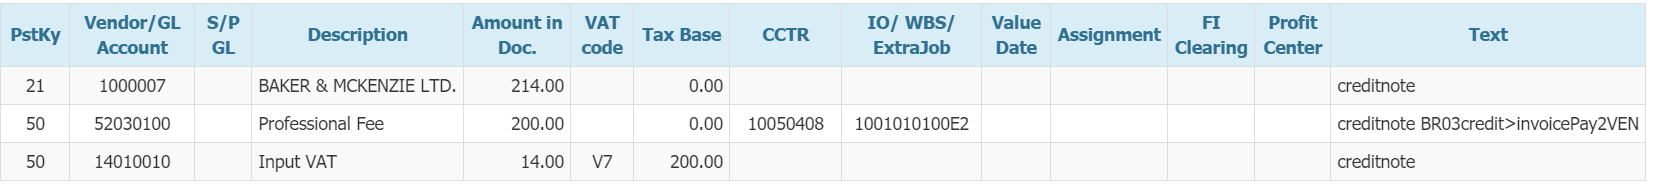 PstKy Vendor/GL Account S/P GL Description Amount in Doc. VAT code Tax Base CCTR IO/ WBS/ ExtraJob Value Date Assignment FI Clearing Profit Center Text
21 1000007 BAKER & MCKENZIE LTD. 214.00 0.00 creditnote
50 52030100 Professional Fee 200.00 0.00 10050408 1001010100E2 creditnote BR03credit>invoicePay2VEN
50 14010010 Input VAT 14.00 V7 200.00 creditnote